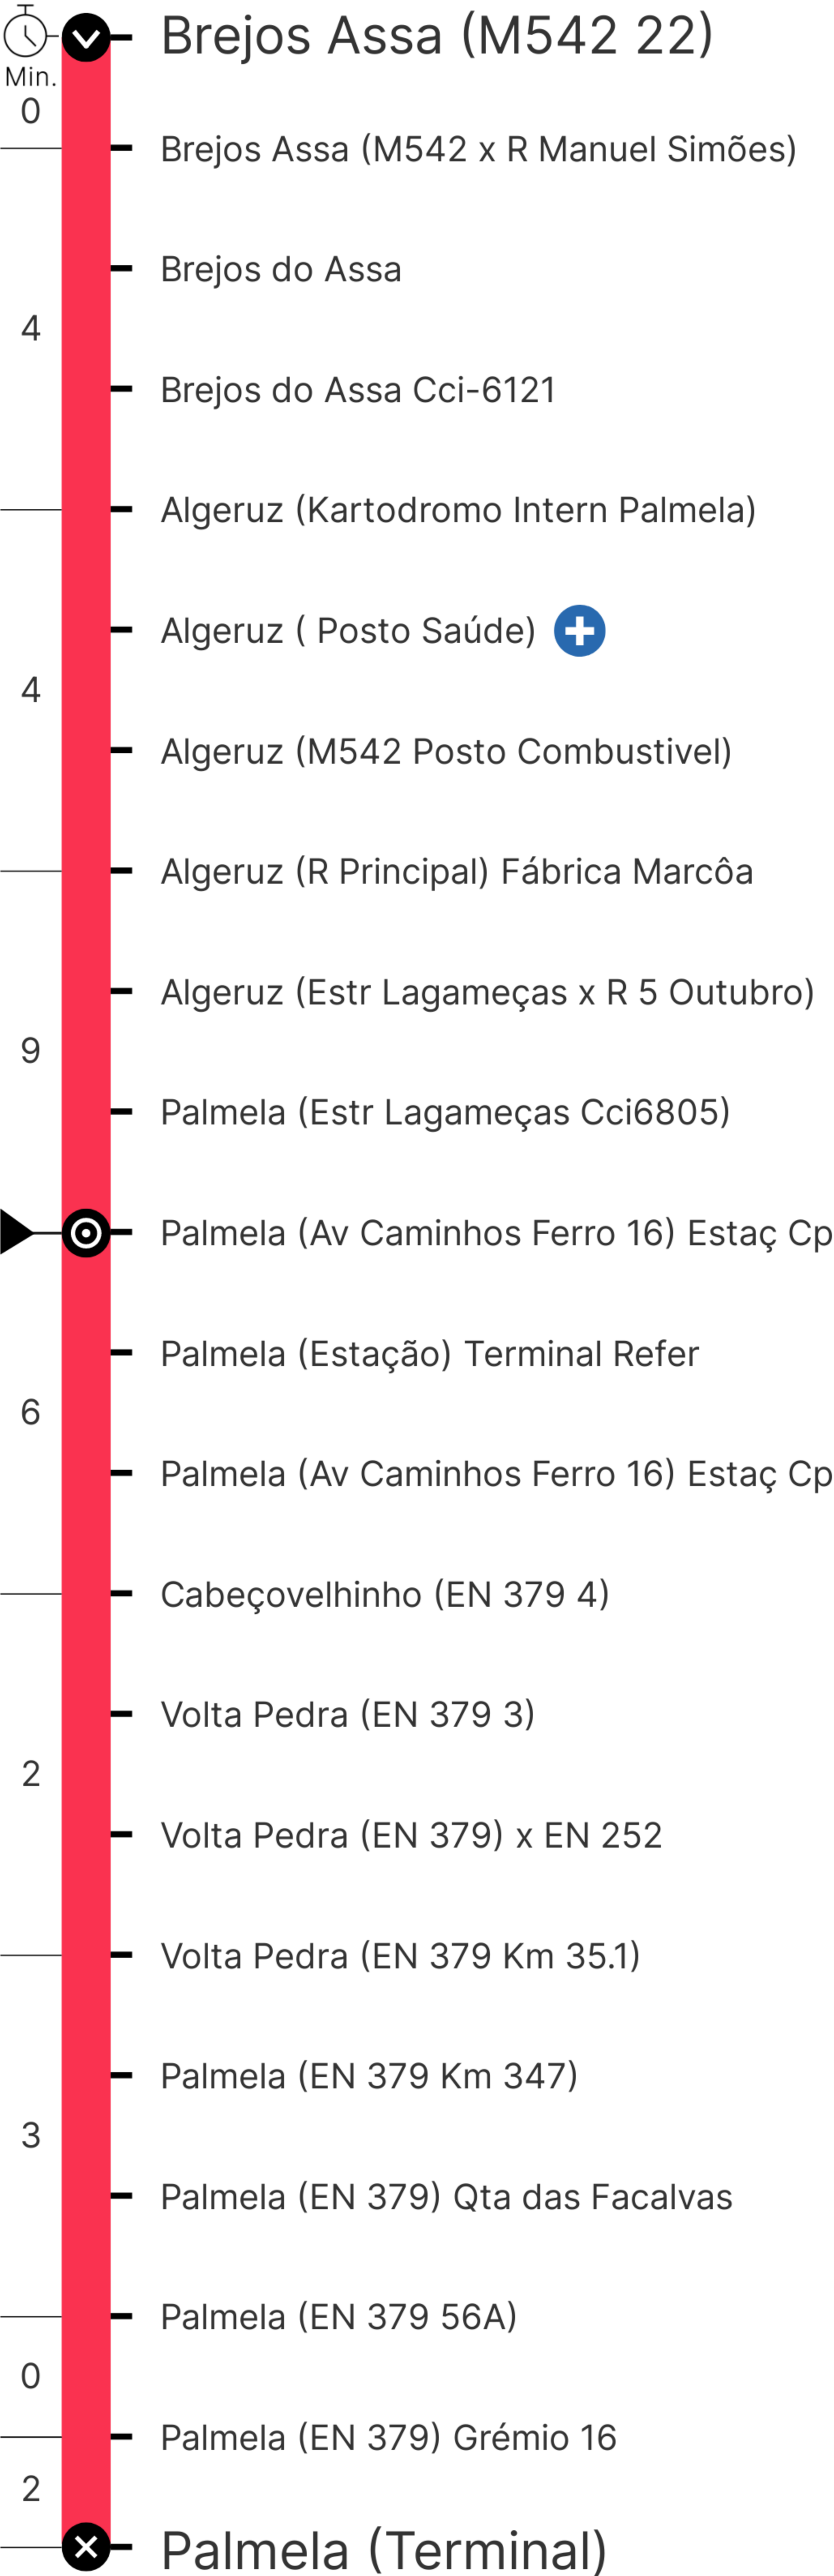 Brejos Assa (M542 22)
Min.
0
Brejos Assa (M542 x R Manuel Simões)
Brejos do Assa
4
Brejos do Assa Cci-6121
Algeruz (Kartodromo Intern Palmela)
Algeruz ( Posto Saúde)
4
Algeruz (M542 Posto Combustivel)
Algeruz (R Principal) Fábrica Marcôa
Algeruz (Estr Lagameças x R 5 Outubro)
9
Palmela (Estr Lagameças Cci6805)
Palmela (Av Caminhos Ferro 16) Estaç Cp
Palmela (Estação) Terminal Refer
6
Palmela (Av Caminhos Ferro 16) Estaç Cp
Cabeçovelhinho (EN 379 4)
Volta Pedra (EN 379 3)
2
Volta Pedra (EN 379) x EN 252
Volta Pedra (EN 379 Km 35.1)
Palmela (EN 379 Km 347)
3
Palmela (EN 379) Qta das Facalvas
Palmela (EN 379 56A)
0
Palmela (EN 379) Grémio 16
2
Palmela (Terminal)